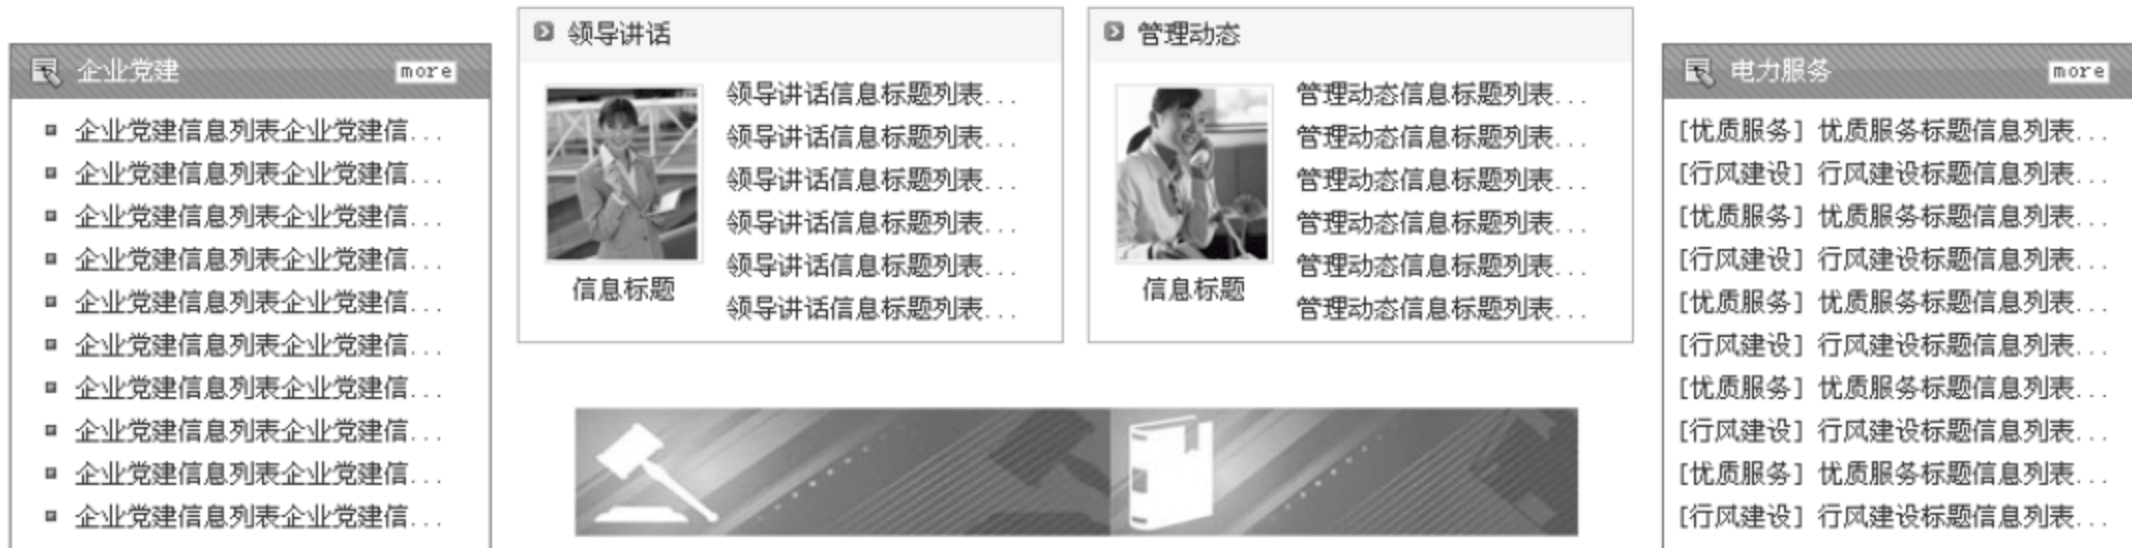 企业党建 more
企业党建信息列表企业党建信...
企业党建信息列表企业党建信...
企业党建信息列表企业党建信...
企业党建信息列表企业党建信...
企业党建信息列表企业党建信...
企业党建信息列表企业党建信...
企业党建信息列表企业党建信...
企业党建信息列表企业党建信...
企业党建信息列表企业党建信...
企业党建信息列表企业党建信...
领导讲话
领导讲话信息标题列表...
领导讲话信息标题列表...
领导讲话信息标题列表...
领导讲话信息标题列表...
领导讲话信息标题列表...
领导讲话信息标题列表...
信息标题
管理动态
管理动态信息标题列表...
管理动态信息标题列表...
管理动态信息标题列表...
管理动态信息标题列表...
管理动态信息标题列表...
管理动态信息标题列表...
信息标题
电力服务 more
[优质服务] 优质服务标题信息列表...
[行风建设] 行风建设标题信息列表...
[优质服务] 优质服务标题信息列表...
[行风建设] 行风建设标题信息列表...
[优质服务] 优质服务标题信息列表...
[行风建设] 行风建设标题信息列表...
[优质服务] 优质服务标题信息列表...
[行风建设] 行风建设标题信息列表...
[优质服务] 优质服务标题信息列表...
[行风建设] 行风建设标题信息列表...